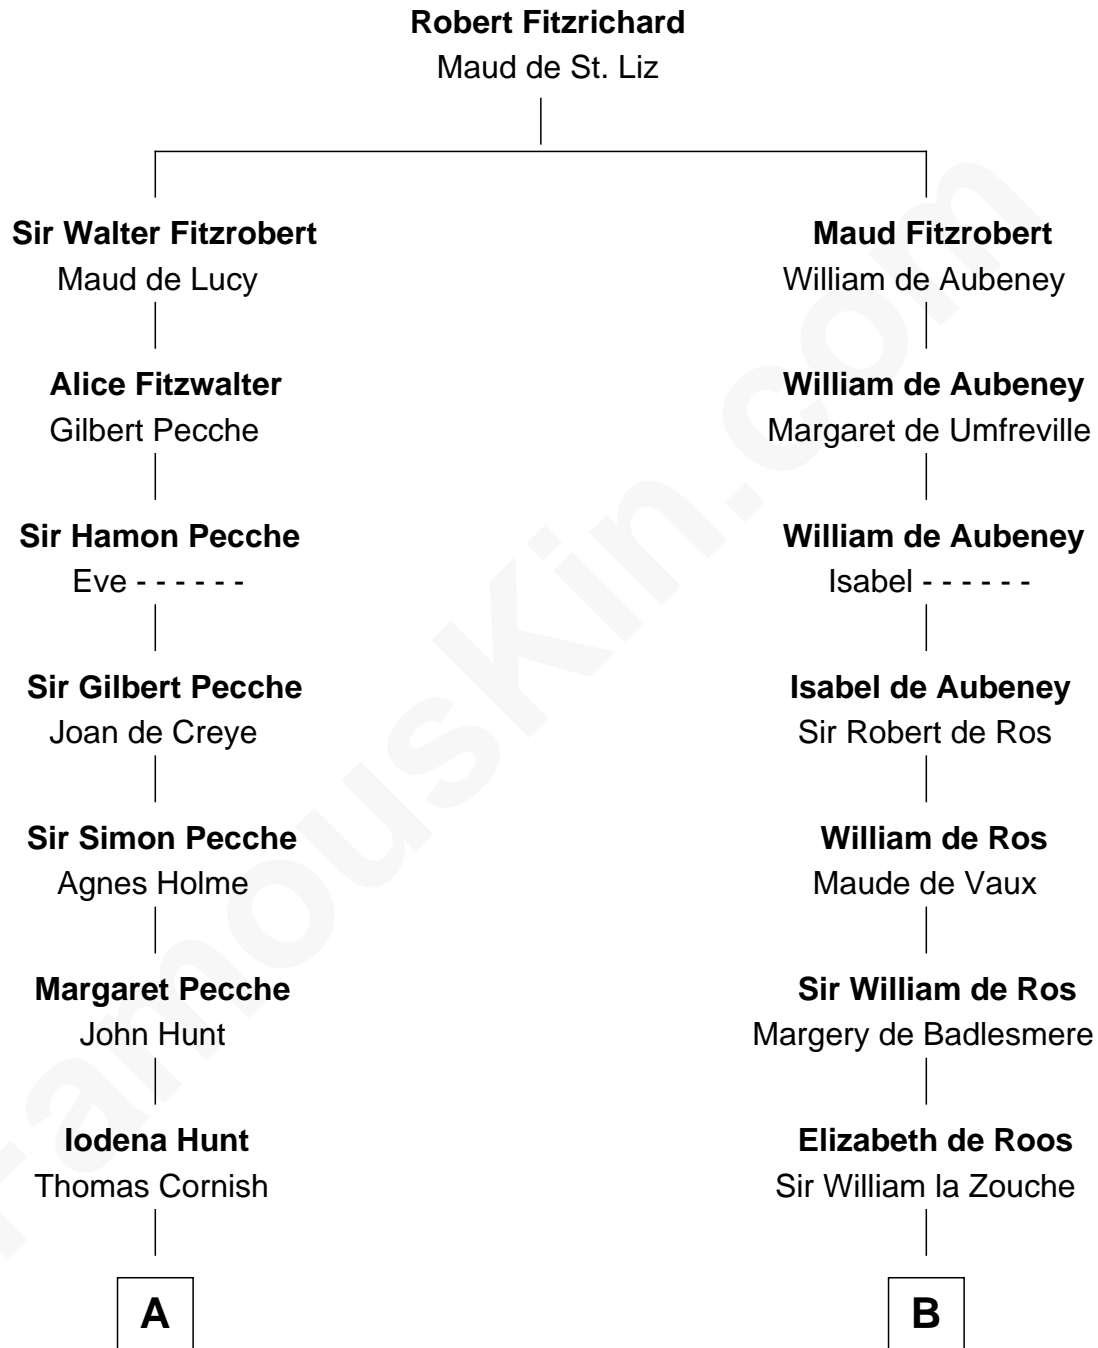 Robert Fitzrichard
Maud de St. Liz
Sir Walter Fitzrobert
Maud de Lucy
Maud Fitzrobert
William de Aubeney
Alice Fitzwalter
Gilbert Pecche
William de Aubeney
Margaret de Umfreville
Sir Hamon Pecche
Eve - - - - - -
William de Aubeney
Isabel - - - - - -
Sir Gilbert Pecche
Joan de Creye
Isabel de Aubeney
Sir Robert de Ros
Sir Simon Pecche
Agnes Holme
William de Ros
Maude de Vaux
Margaret Pecche
John Hunt
Sir William de Ros
Margery de Badlesmere
Iodena Hunt
Thomas Cornish
Elizabeth de Roos
Sir William la Zouche
A
B
FamousKin.com